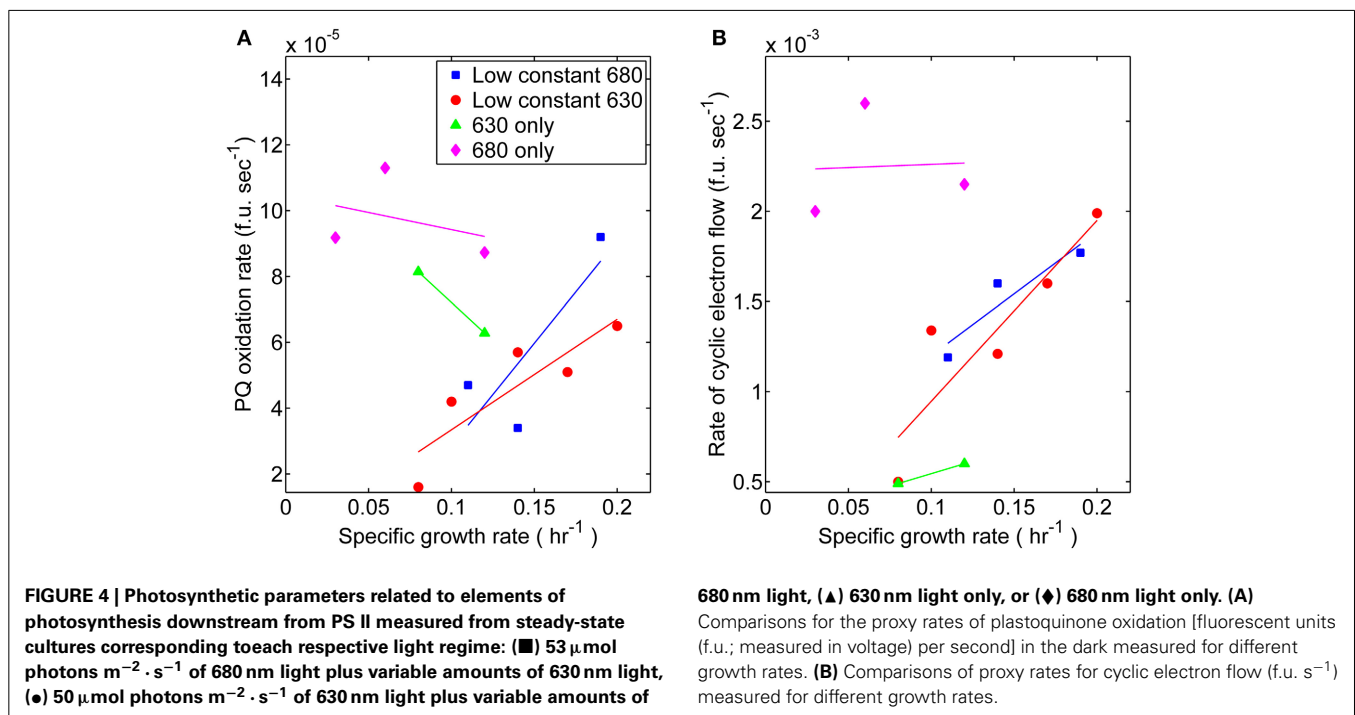 A
x 10⁻⁵
14
12
10
8
6
4
2
PQ oxidation rate (f.u. sec⁻¹)
0
0.05
0.1
0.15
0.2
Specific growth rate ( hr⁻¹ )
Low constant 680
Low constant 630
630 only
680 only
B
x 10⁻³
2.5
2
1.5
1
0.5
Rate of cyclic electron flow (f.u. sec⁻¹)
0
0.05
0.1
0.15
0.2
Specific growth rate ( hr⁻¹ )
FIGURE 4 | Photosynthetic parameters related to elements of
photosynthesis downstream from PS II measured from steady-state
cultures corresponding toeach respective light regime: (■) 53 μmol
photons m⁻² · s⁻¹ of 680 nm light plus variable amounts of 630 nm light,
(●) 50 μmol photons m⁻² · s⁻¹ of 630 nm light plus variable amounts of
680 nm light, (▲) 630 nm light only, or (♦) 680 nm light only. (A)
Comparisons for the proxy rates of plastoquinone oxidation [fluorescent units
(f.u.; measured in voltage) per second] in the dark measured for different
growth rates. (B) Comparisons of proxy rates for cyclic electron flow (f.u. s⁻¹)
measured for different growth rates.